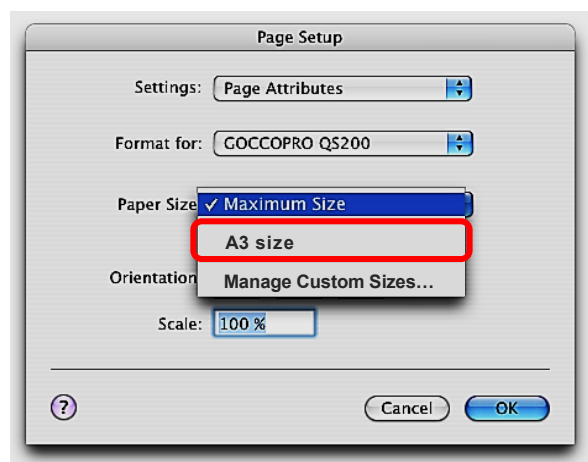 Page Setup
Settings: Page Attributes
Format for: GOCCOPRO QS200
Paper Size ✓ Maximum Size
A3 size
Manage Custom Sizes...
Orientation
Scale: 100 %
? Cancel OK